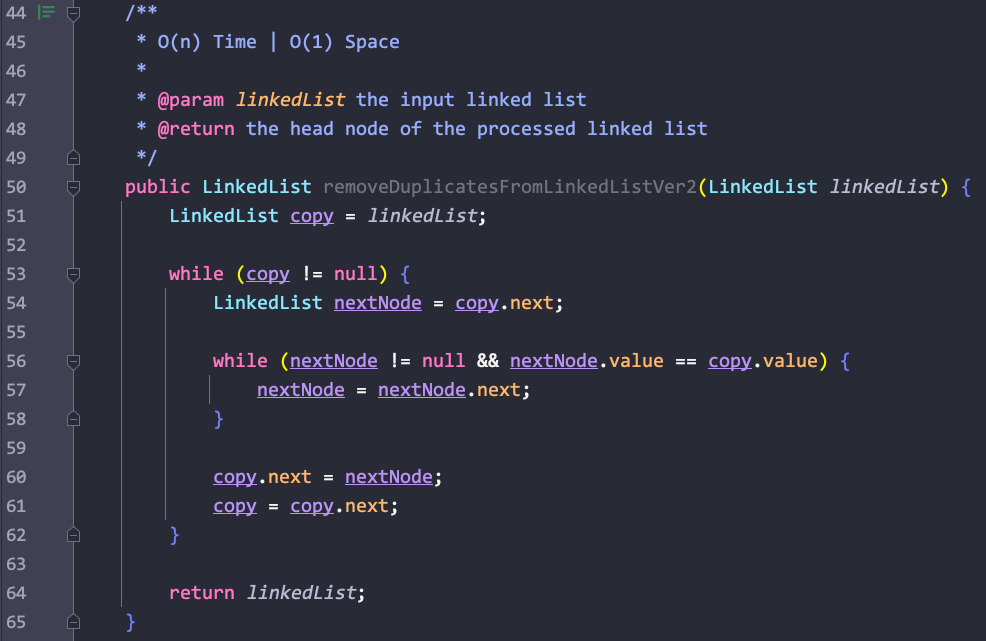 44 /**
45 * O(n) Time | O(1) Space
46 *
47 * @param linkedList the input linked list
48 * @return the head node of the processed linked list
49 */
50 public LinkedList removeDuplicatesFromLinkedListVer2(LinkedList linkedList) {
51 LinkedList copy = linkedList;
52
53 while (copy != null) {
54 LinkedList nextNode = copy.next;
55
56 while (nextNode != null && nextNode.value == copy.value) {
57 nextNode = nextNode.next;
58 }
59
60 copy.next = nextNode;
61 copy = copy.next;
62 }
63
64 return linkedList;
65 }